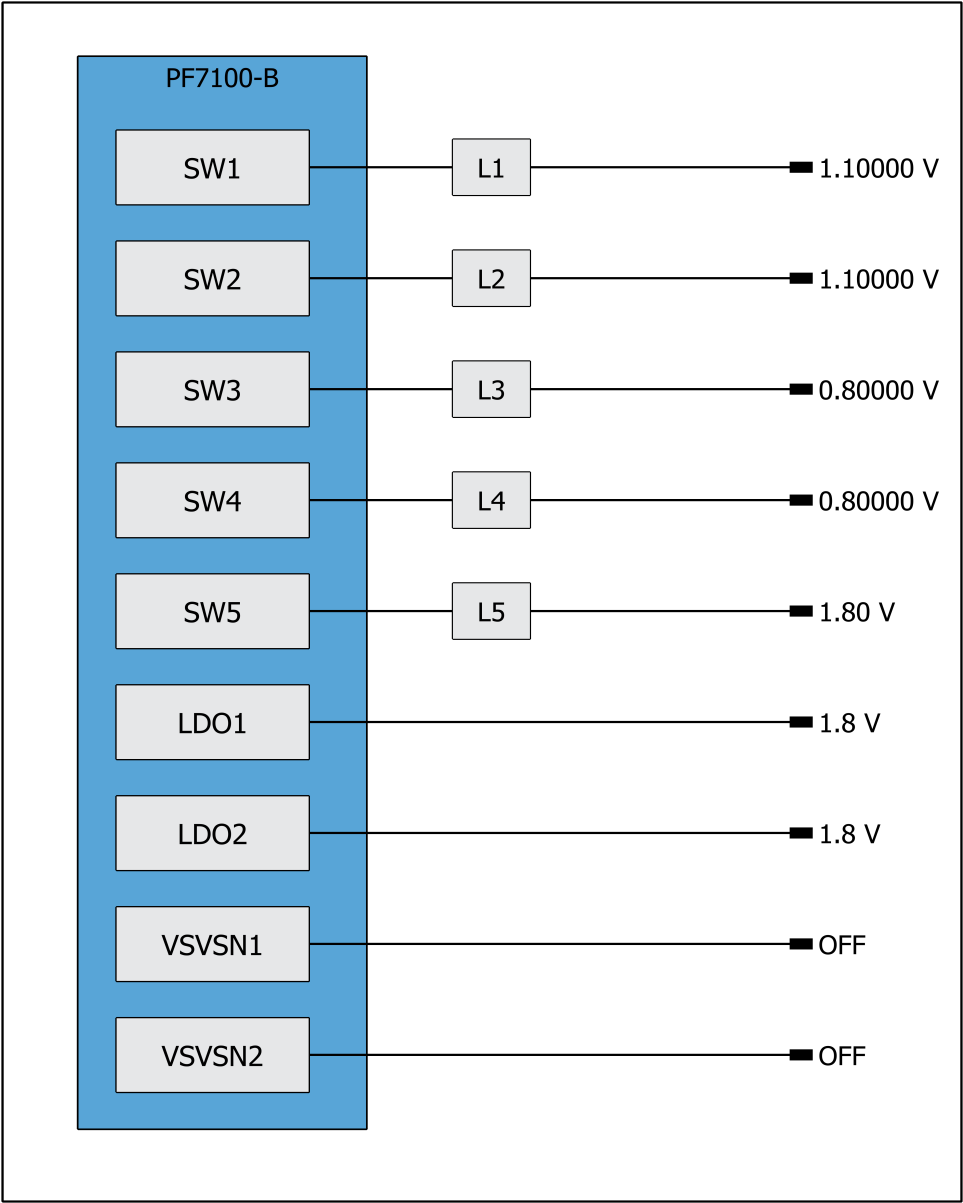 PF7100-B
SW1 L1 1.10000 V
SW2 L2 1.10000 V
SW3 L3 0.80000 V
SW4 L4 0.80000 V
SW5 L5 1.80 V
LDO1 1.8 V
LDO2 1.8 V
VSVSN1 OFF
VSVSN2 OFF